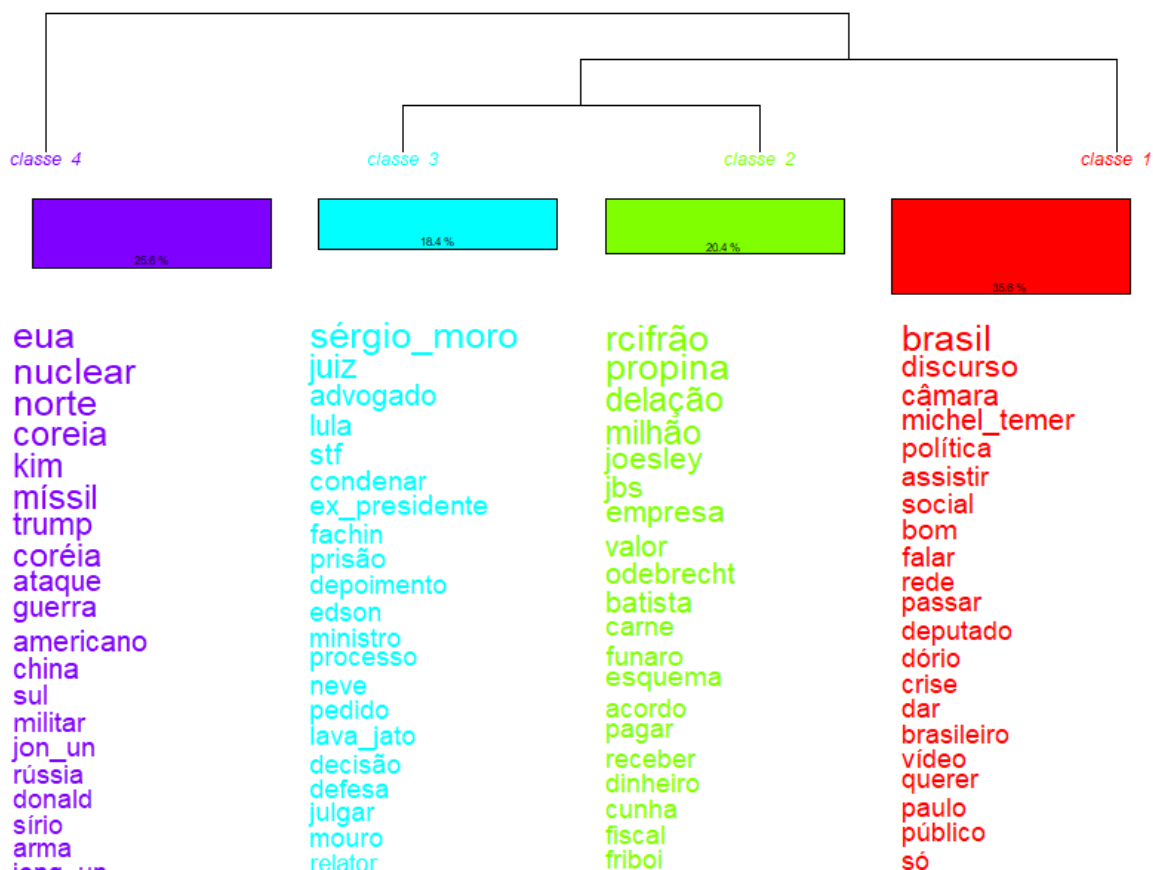 classe 4
classe 3
classe 2
classe 1
25.6 %
18.4 %
20.4 %
35.6 %
eua
nuclear
norte
coreia
kim
míssil
trump
coréia
ataque
guerra
americano
china
sul
militar
jon_un
rússia
donald
sírio
arma
jong_un
sérgio_moro
juiz
advogado
lula
stf
condenar
ex_presidente
fachin
prisão
depoimento
edson
ministro
processo
neve
pedido
lava_jato
decisão
defesa
julgar
mouro
relator
rcifrão
propina
delação
milhão
joesley
jbs
empresa
valor
odebrecht
batista
carne
funaro
esquema
acordo
pagar
receber
dinheiro
cunha
fiscal
friboi
brasil
discurso
câmara
michel_temer
política
assistir
social
bom
falar
rede
passar
deputado
dório
crise
dar
brasileiro
vídeo
querer
paulo
público
só